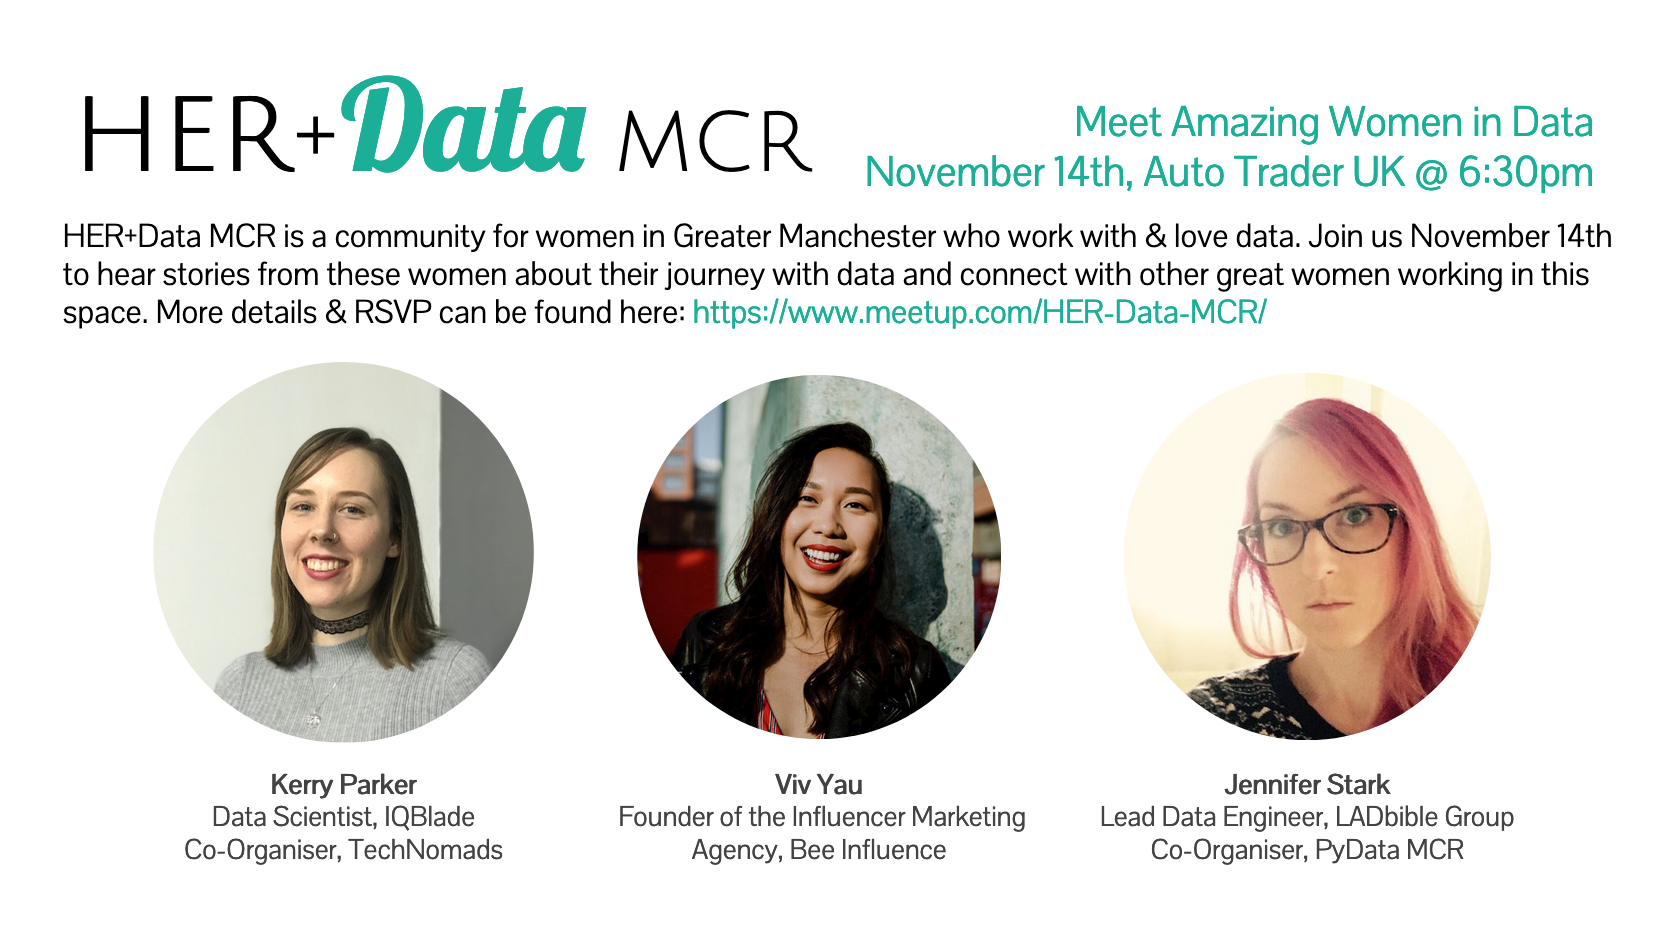 HER+Data MCR
Meet Amazing Women in Data
November 14th, Auto Trader UK @ 6:30pm
HER+Data MCR is a community for women in Greater Manchester who work with & love data. Join us November 14th
to hear stories from these women about their journey with data and connect with other great women working in this
space. More details & RSVP can be found here: https://www.meetup.com/HER-Data-MCR/
Kerry Parker
Data Scientist, IQBlade
Co-Organiser, TechNomads
Viv Yau
Founder of the Influencer Marketing
Agency, Bee Influence
Jennifer Stark
Lead Data Engineer, LADbible Group
Co-Organiser, PyData MCR